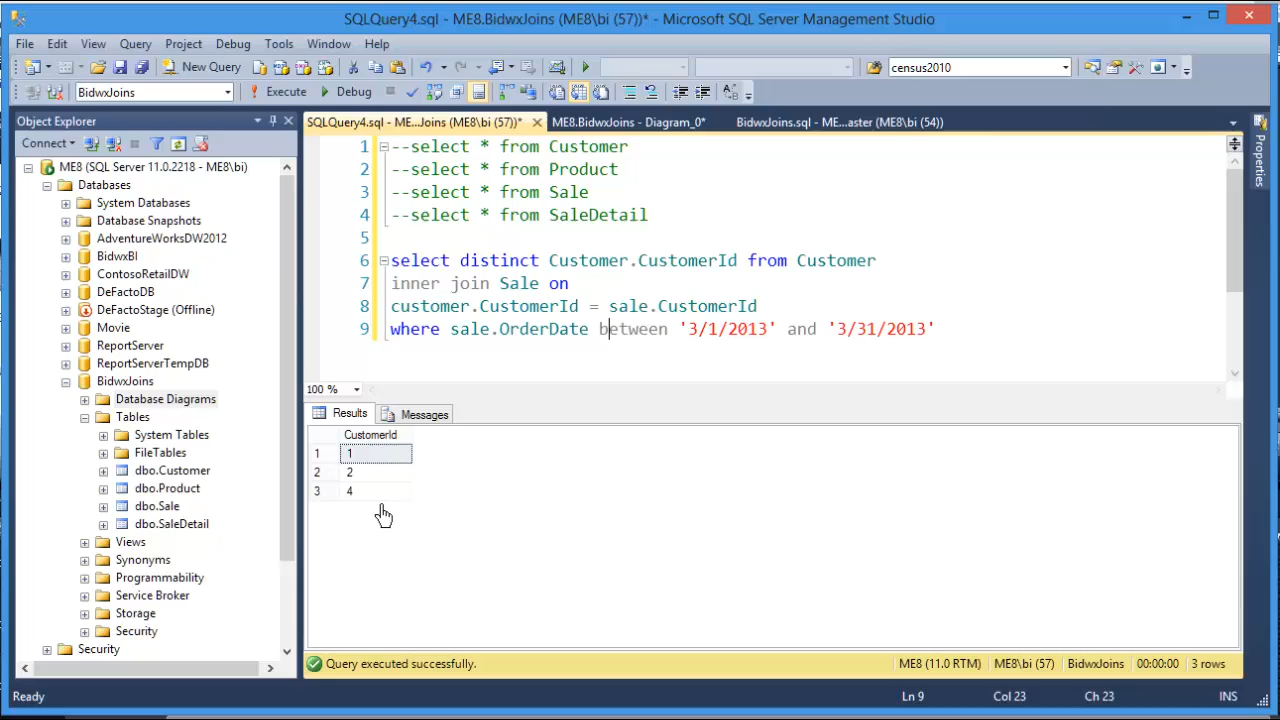 SQLQuery4.sql - ME8.BidwxJoins (ME8\bi (57))* - Microsoft SQL Server Management Studio
File Edit View Query Project Debug Tools Window Help
New Query census2010
BidwxJoins Execute Debug
Object Explorer
SQLQuery4.sql - ME...Joins (ME8\bi (57))* ME8.BidwxJoins - Diagram_0* BidwxJoins.sql - ME...aster (ME8\bi (54))
Properties
Connect
ME8 (SQL Server 11.0.2218 - ME8\bi)
Databases
System Databases
Database Snapshots
AdventureWorksDW2012
BidwxBI
ContosoRetailDW
DeFactoDB
DeFactoStage (Offline)
Movie
ReportServer
ReportServerTempDB
BidwxJoins
Database Diagrams
Tables
System Tables
FileTables
dbo.Customer
dbo.Product
dbo.Sale
dbo.SaleDetail
Views
Synonyms
Programmability
Service Broker
Storage
Security
Security
1 --select * from Customer
2 --select * from Product
3 --select * from Sale
4 --select * from SaleDetail
5
6 select distinct Customer.CustomerId from Customer
7 inner join Sale on
8 customer.CustomerId = sale.CustomerId
9 where sale.OrderDate between '3/1/2013' and '3/31/2013'
100 %
Results Messages
CustomerId
1 1
2 2
3 4
Query executed successfully. ME8 (11.0 RTM) ME8\bi (57) BidwxJoins 00:00:00 3 rows
Ready Ln 9 Col 23 Ch 23 INS